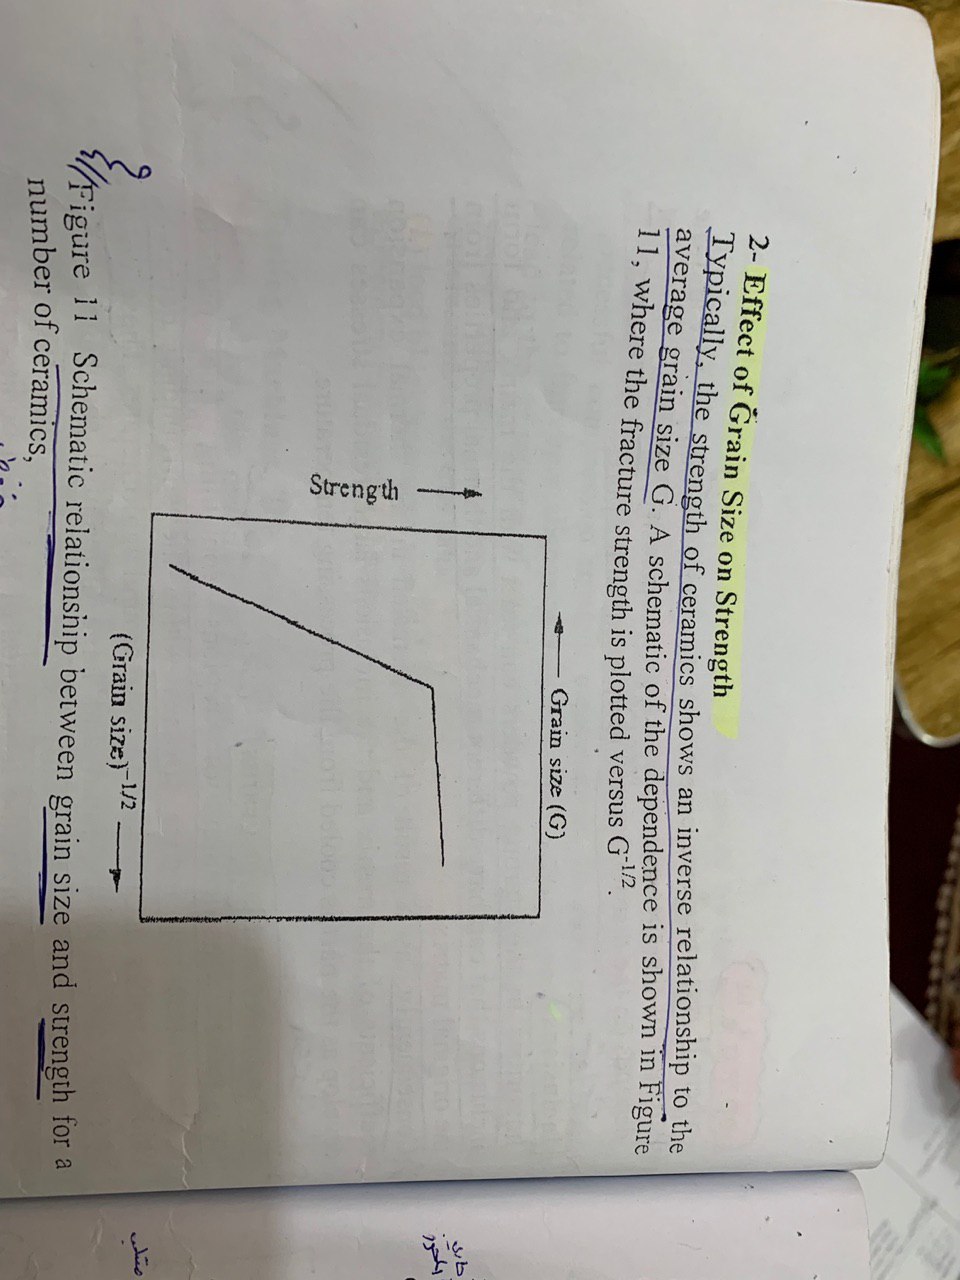 2- Effect of Grain Size on Strength
Typically, the strength of ceramics shows an inverse relationship to the
average grain size G. A schematic of the dependence is shown in Figure
11, where the fracture strength is plotted versus G^-1/2.
Grain size (G)
Strength
(Grain size)^-1/2
Figure 11 Schematic relationship between grain size and strength for a
number of ceramics,